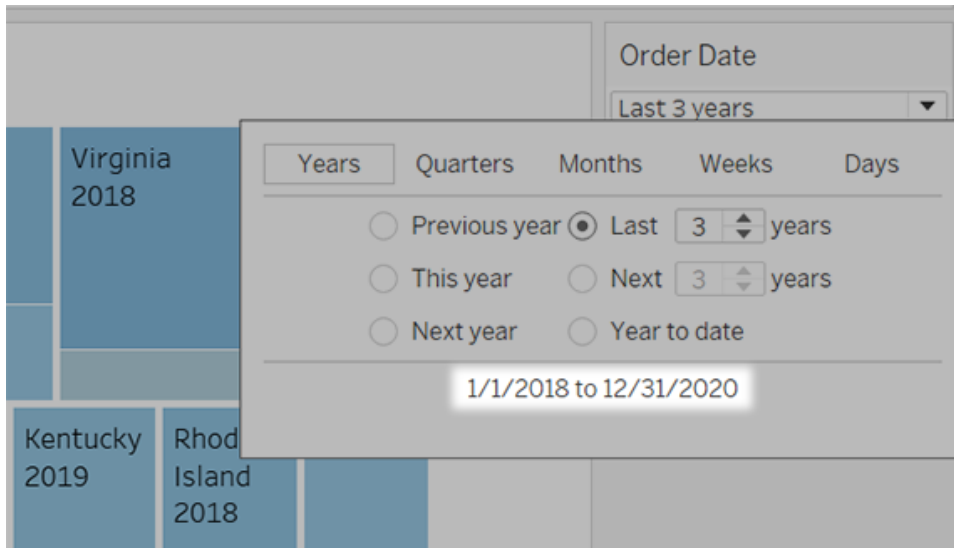 Order Date
Last 3 years
Virginia
2018
Years Quarters Months Weeks Days
Previous year Last 3 years
This year Next 3 years
Next year Year to date
1/1/2018 to 12/31/2020
Kentucky
2019
Rhod
Island
2018